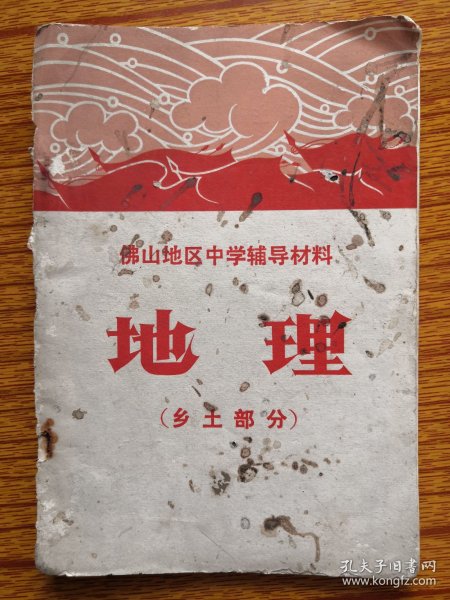 佛山地区中学辅导材料
地理
（乡土部分）
孔夫子旧书网
www.kongfz.com